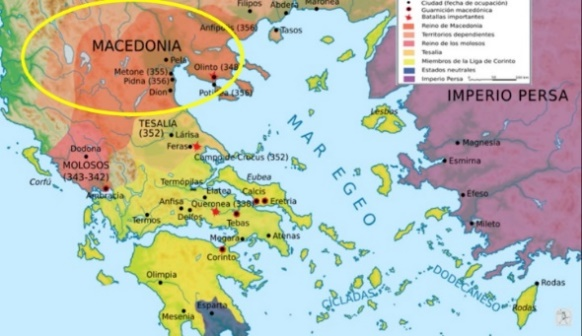 Filipos
Abdera
Maronea
Tasos
Anfípolis (356)
MACEDONIA
Pela
Metone (355)
Olinto (348
Pidna (356)
Potidea (356)
Dion
TESALIA
(352)
Lárisa
Feras
Campo de Crocus (352)
Dodona
MOLOSOS
(343-342)
Corfú
Ambracia
Termópilas
Eubea
Elatea
Calcis
Eretria
Anfisa
Queronea (338)
Delfos
Tebas
Termos
Megara
Atenas
Corinto
Olimpia
Esparta
Mesenia
MAR EGEO
CÍCLADAS
DODECANESO
Rodas
Rodas
Lesbos
Magnesia
Esmirna
Efeso
Mileto
IMPERIO PERSA
Ciudad (fecha de ocupación)
Guarnición macedónica
Batallas importantes
Reino de Macedonia
Territorios dependientes
Reino de los molosos
Tesalia
Miembros de la Liga de Corinto
Estados neutrales
Imperio Persa